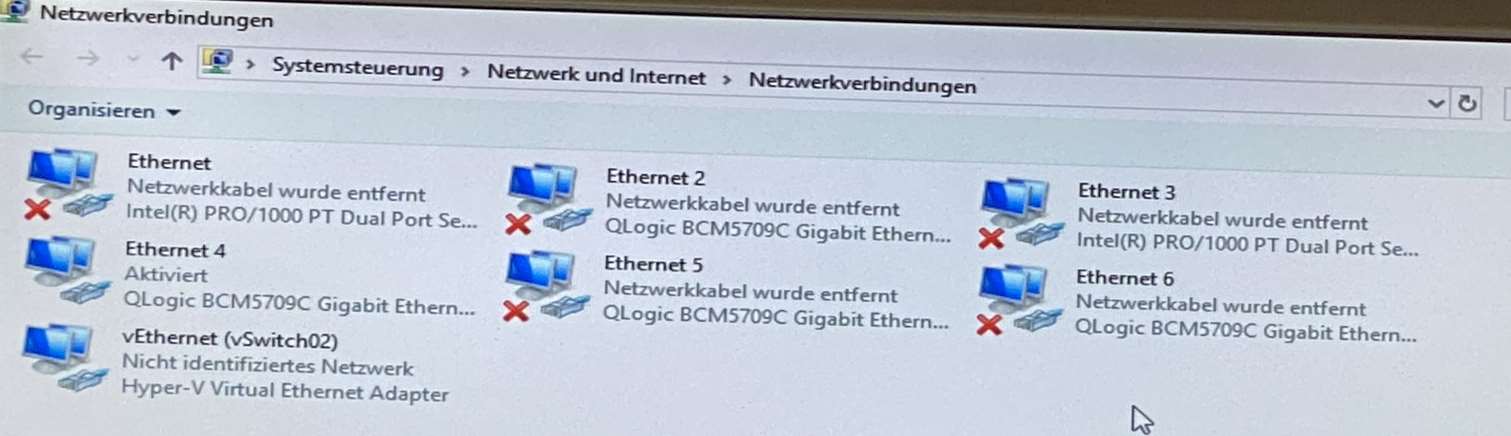 Netzwerkverbindungen
Systemsteuerung › Netzwerk und Internet › Netzwerkverbindungen
Organisieren
Ethernet
Netzwerkkabel wurde entfernt
Intel(R) PRO/1000 PT Dual Port Se...
Ethernet 2
Netzwerkkabel wurde entfernt
QLogic BCM5709C Gigabit Ethern...
Ethernet 3
Netzwerkkabel wurde entfernt
Intel(R) PRO/1000 PT Dual Port Se...
Ethernet 4
Aktiviert
QLogic BCM5709C Gigabit Ethern...
Ethernet 5
Netzwerkkabel wurde entfernt
QLogic BCM5709C Gigabit Ethern...
Ethernet 6
Netzwerkkabel wurde entfernt
QLogic BCM5709C Gigabit Ethern...
vEthernet (vSwitch02)
Nicht identifiziertes Netzwerk
Hyper-V Virtual Ethernet Adapter